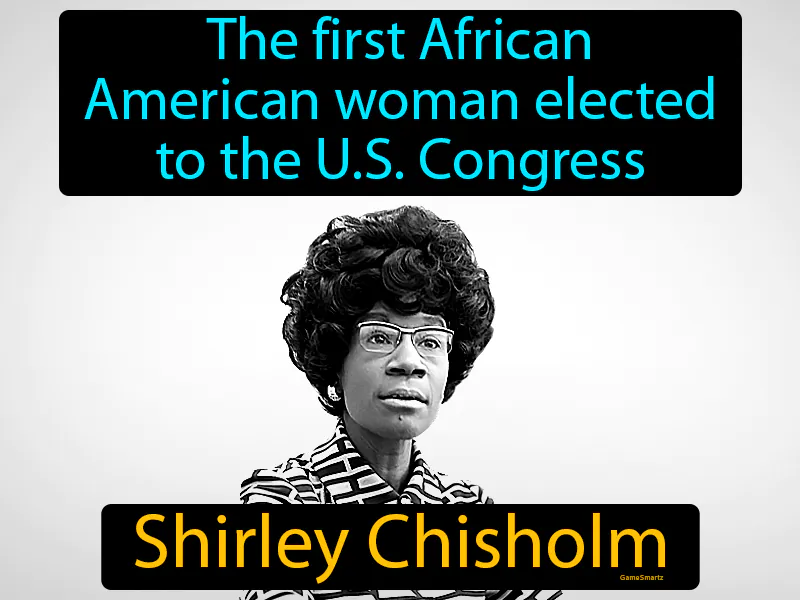 The first African
American woman elected
to the U.S. Congress
Shirley Chisholm
GameSmartz